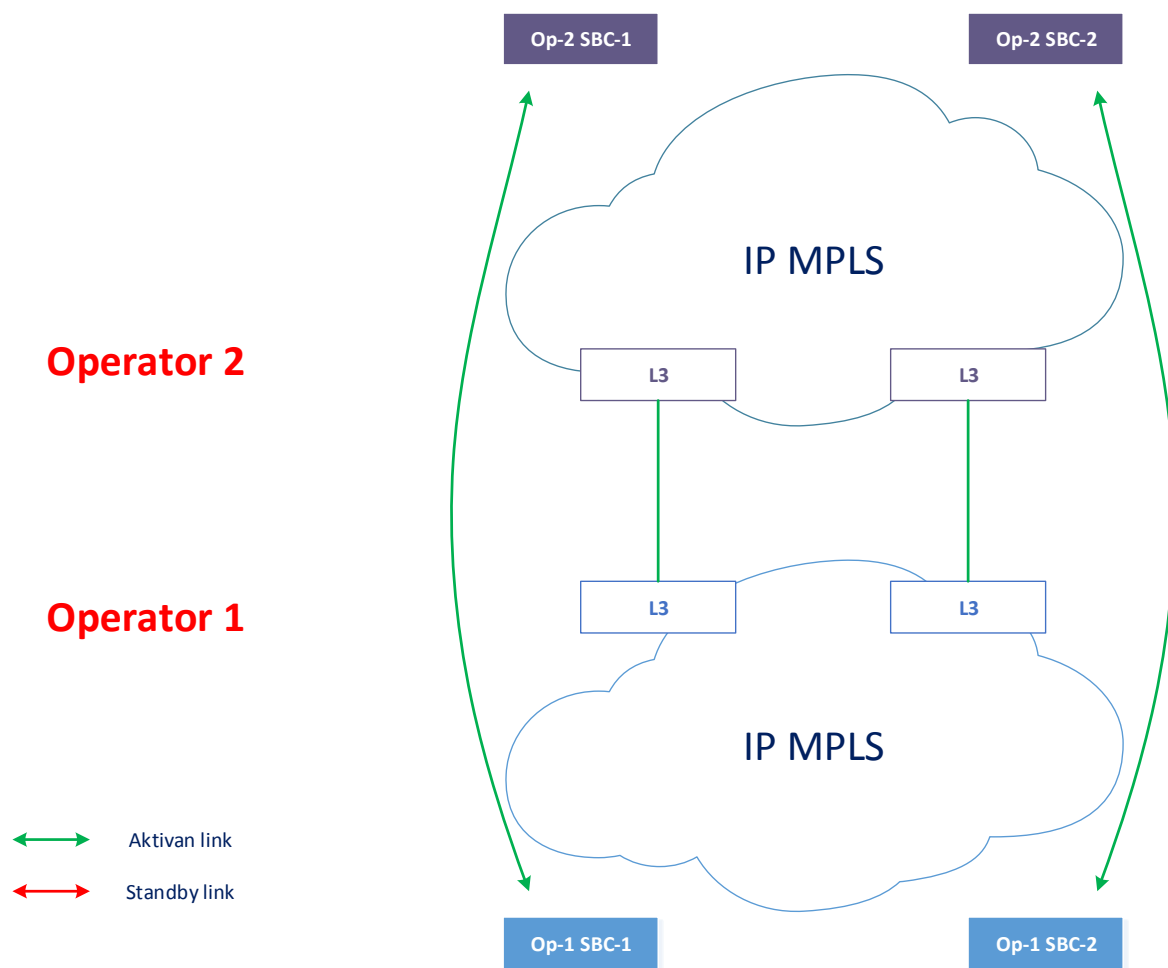 Op-2 SBC-1
Op-2 SBC-2
IP MPLS
Operator 2
L3
L3
Operator 1
L3
L3
IP MPLS
Aktivan link
Standby link
Op-1 SBC-1
Op-1 SBC-2